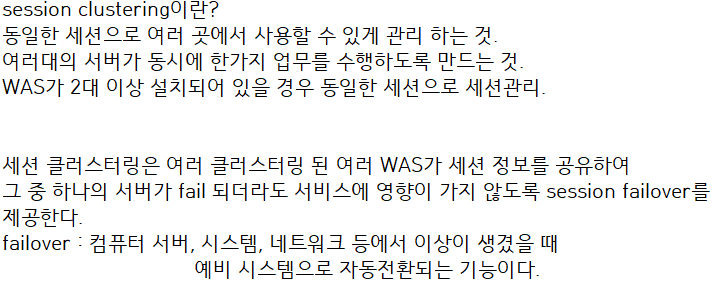 session clustering이란?
동일한 세션으로 여러 곳에서 사용할 수 있게 관리 하는 것.
여러대의 서버가 동시에 한가지 업무를 수행하도록 만드는 것.
WAS가 2대 이상 설치되어 있을 경우 동일한 세션으로 세션관리.
세션 클러스터링은 여러 클러스터링 된 여러 WAS가 세션 정보를 공유하여
그 중 하나의 서버가 fail 되더라도 서비스에 영향이 가지 않도록 session failover를
제공한다.
failover : 컴퓨터 서버, 시스템, 네트워크 등에서 이상이 생겼을 때
예비 시스템으로 자동전환되는 기능이다.